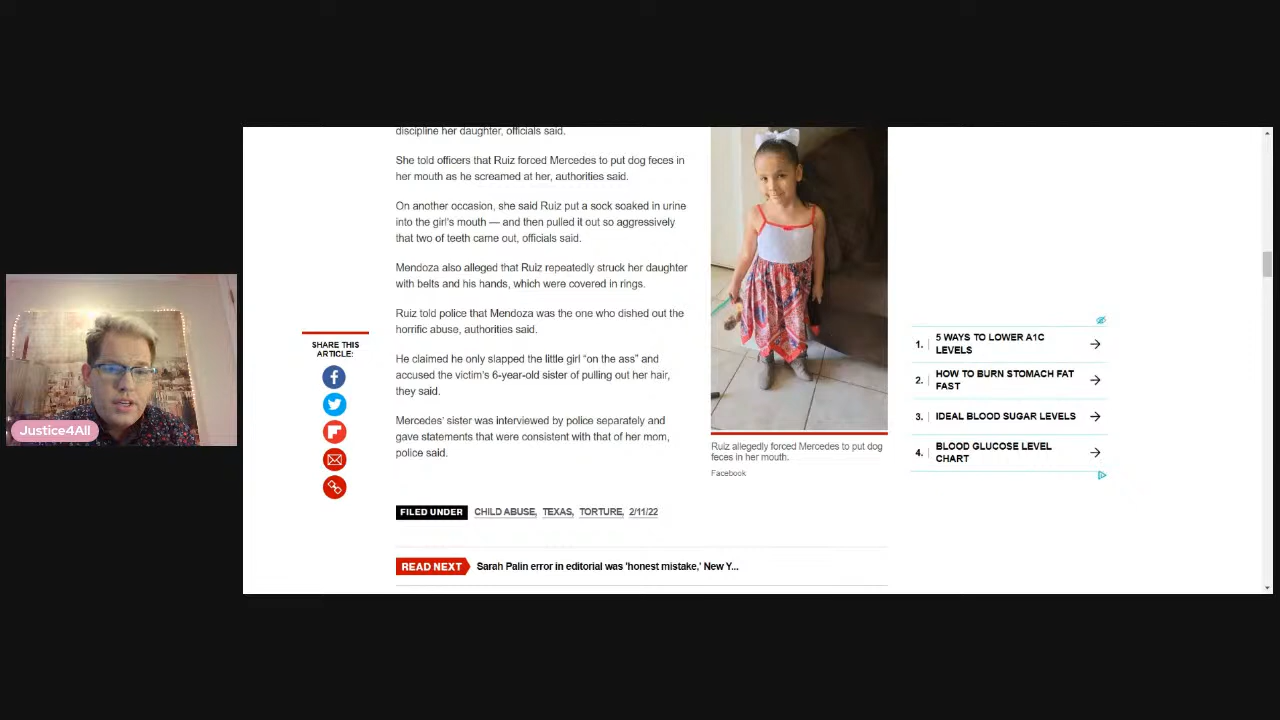 discipline her daughter, officials said.
She told officers that Ruiz forced Mercedes to put dog feces in
her mouth as he screamed at her, authorities said.
On another occasion, she said Ruiz put a sock soaked in urine
into the girl's mouth — and then pulled it out so aggressively
that two of teeth came out, officials said.
Mendoza also alleged that Ruiz repeatedly struck her daughter
with belts and his hands, which were covered in rings.
Ruiz told police that Mendoza was the one who dished out the
horrific abuse, authorities said.
He claimed he only slapped the little girl “on the ass” and
accused the victim's 6-year-old sister of pulling out her hair,
they said.
Mercedes' sister was interviewed by police separately and
gave statements that were consistent with that of her mom,
police said.
SHARE THIS
ARTICLE:
Justice4All
Ruiz allegedly forced Mercedes to put dog
feces in her mouth.
Facebook
1. 5 WAYS TO LOWER A1C
LEVELS
2. HOW TO BURN STOMACH FAT
FAST
3. IDEAL BLOOD SUGAR LEVELS
4. BLOOD GLUCOSE LEVEL
CHART
FILED UNDER CHILD ABUSE, TEXAS, TORTURE, 2/11/22
READ NEXT Sarah Palin error in editorial was 'honest mistake,' New Y...